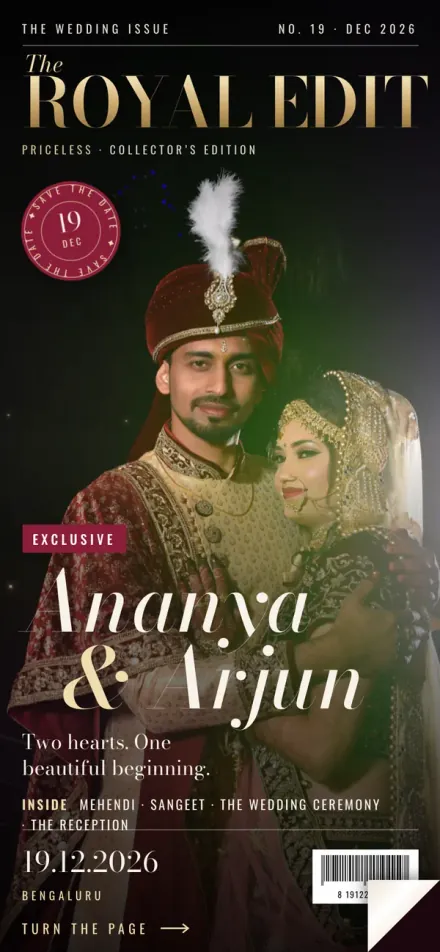 THE WEDDING ISSUE
NO. 19 · DEC 2026
The
ROYAL EDIT
PRICELESS · COLLECTOR'S EDITION
SAVE THE DATE ✦ SAVE THE DATE ✦
19
DEC
EXCLUSIVE
Ananya
& Arjun
Two hearts. One
beautiful beginning.
INSIDE MEHENDI · SANGEET · THE WEDDING CEREMONY
· THE RECEPTION
19.12.2026
BENGALURU
8 19122
TURN THE PAGE ⟶